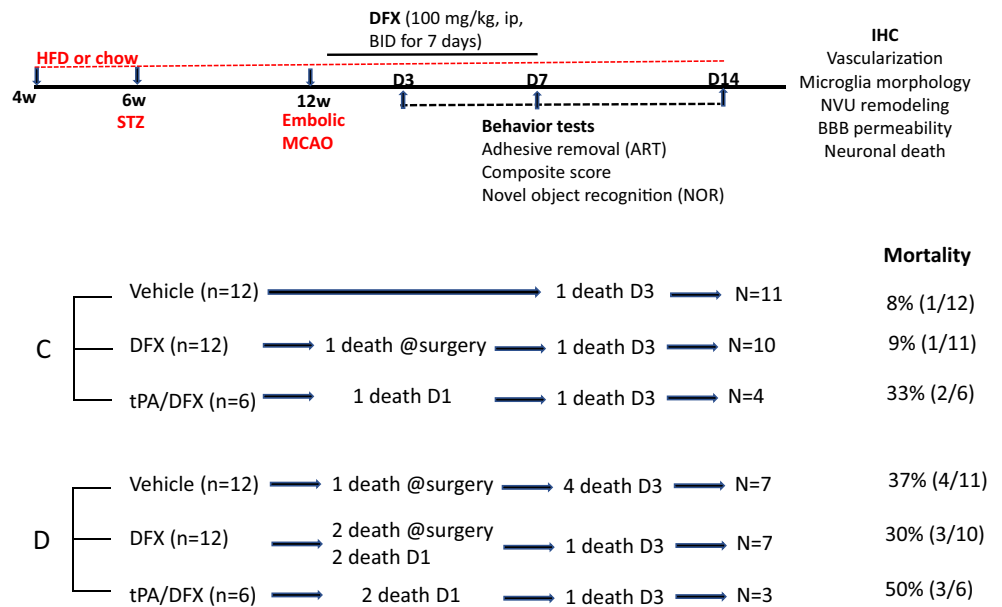 DFX (100 mg/kg, ip,
BID for 7 days)
HFD or chow
D3
D7
D14
4w
6w
12w
STZ
Embolic
MCAO
Behavior tests
Adhesive removal (ART)
Composite score
Novel object recognition (NOR)
IHC
Vascularization
Microglia morphology
NVU remodeling
BBB permeability
Neuronal death
Mortality
C
Vehicle (n=12)
1 death D3
N=11
8% (1/12)
DFX (n=12)
1 death @surgery
1 death D3
N=10
9% (1/11)
tPA/DFX (n=6)
1 death D1
1 death D3
N=4
33% (2/6)
D
Vehicle (n=12)
1 death @surgery
4 death D3
N=7
37% (4/11)
DFX (n=12)
2 death @surgery
2 death D1
1 death D3
N=7
30% (3/10)
tPA/DFX (n=6)
2 death D1
1 death D3
N=3
50% (3/6)